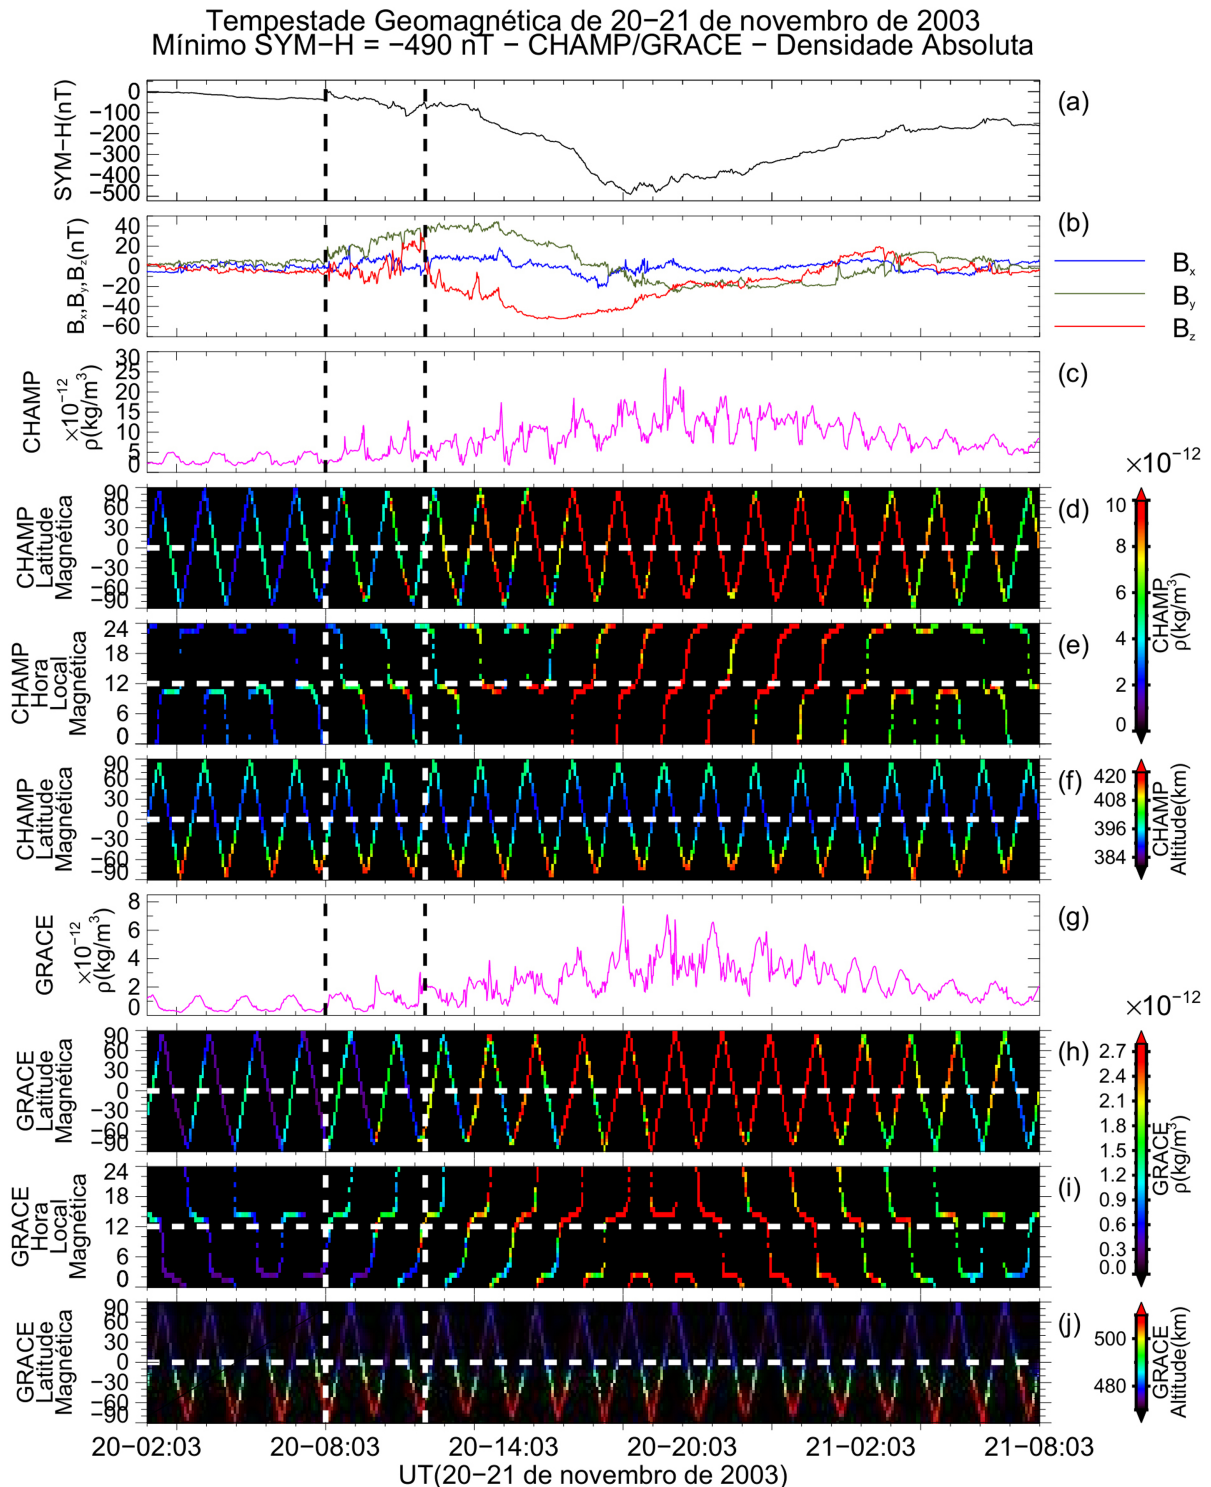 Tempestade Geomagnética de 20−21 de novembro de 2003
Mínimo SYM−H = −490 nT − CHAMP/GRACE − Densidade Absoluta
SYM−H(nT)
0
−100
−200
−300
−400
−500
(a)
Bₓ,Bᵧ,B_z(nT)
40
20
0
−20
−40
−60
(b)
Bₓ
Bᵧ
B_z
CHAMP
×10⁻¹²
ρ(kg/m³)
30
25
20
15
10
5
0
(c)
×10⁻¹²
CHAMP
Latitude
Magnética
90
60
30
0
−30
−60
−90
(d)
10
8
6
4
2
0
CHAMP
ρ(kg/m³)
CHAMP
Hora
Local
Magnética
24
18
12
6
0
(e)
CHAMP
Latitude
Magnética
90
60
30
0
−30
−60
−90
(f)
420
408
396
384
CHAMP
Altitude(km)
GRACE
×10⁻¹²
ρ(kg/m³)
8
6
4
2
0
(g)
×10⁻¹²
GRACE
Latitude
Magnética
90
60
30
0
−30
−60
−90
(h)
2.7
2.4
2.1
1.8
1.5
1.2
0.9
0.6
0.3
0.0
GRACE
ρ(kg/m³)
GRACE
Hora
Local
Magnética
24
18
12
6
0
(i)
GRACE
Latitude
Magnética
90
60
30
0
−30
−60
−90
(j)
500
480
GRACE
Altitude(km)
20−02:03 20−08:03 20−14:03 20−20:03 21−02:03 21−08:03
UT(20−21 de novembro de 2003)